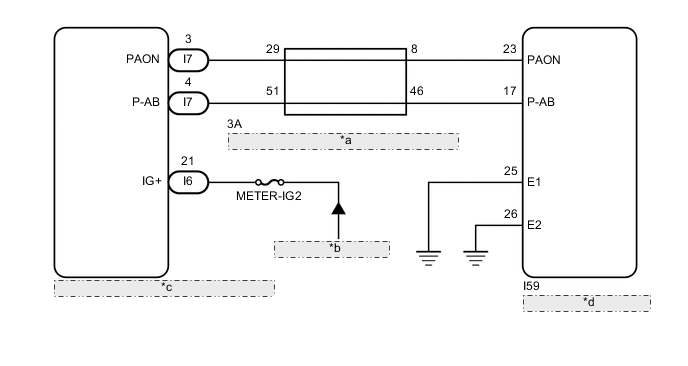 3 29 8 23
PAON I7 PAON
4 51 46 17
P-AB I7 P-AB
3A
*a
21 25
IG+ I6 E1
METER-IG2
26
E2
*b
*c
I59
*d